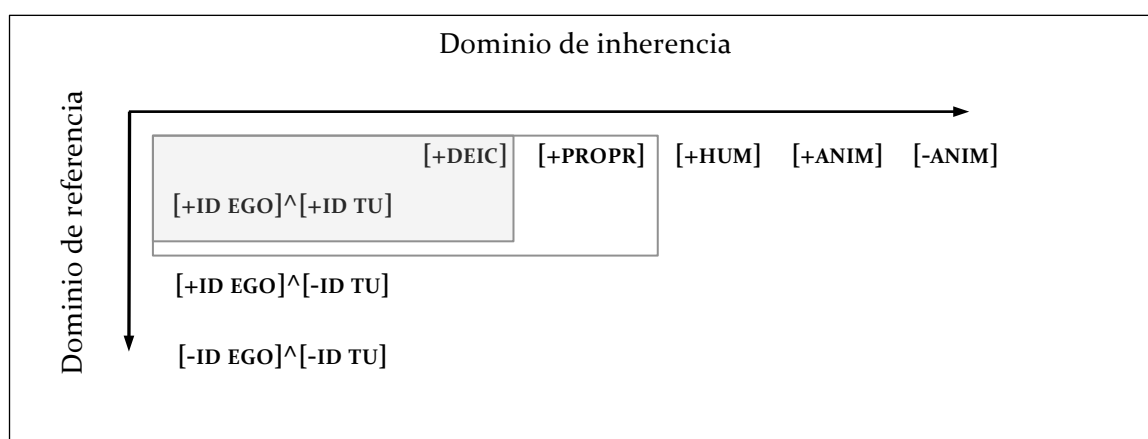 Dominio de inherencia
Dominio de referencia
[+DEIC] [+PROPR] [+HUM] [+ANIM] [-ANIM]
[+ID EGO]^[+ID TU]
[+ID EGO]^[-ID TU]
[-ID EGO]^[-ID TU]